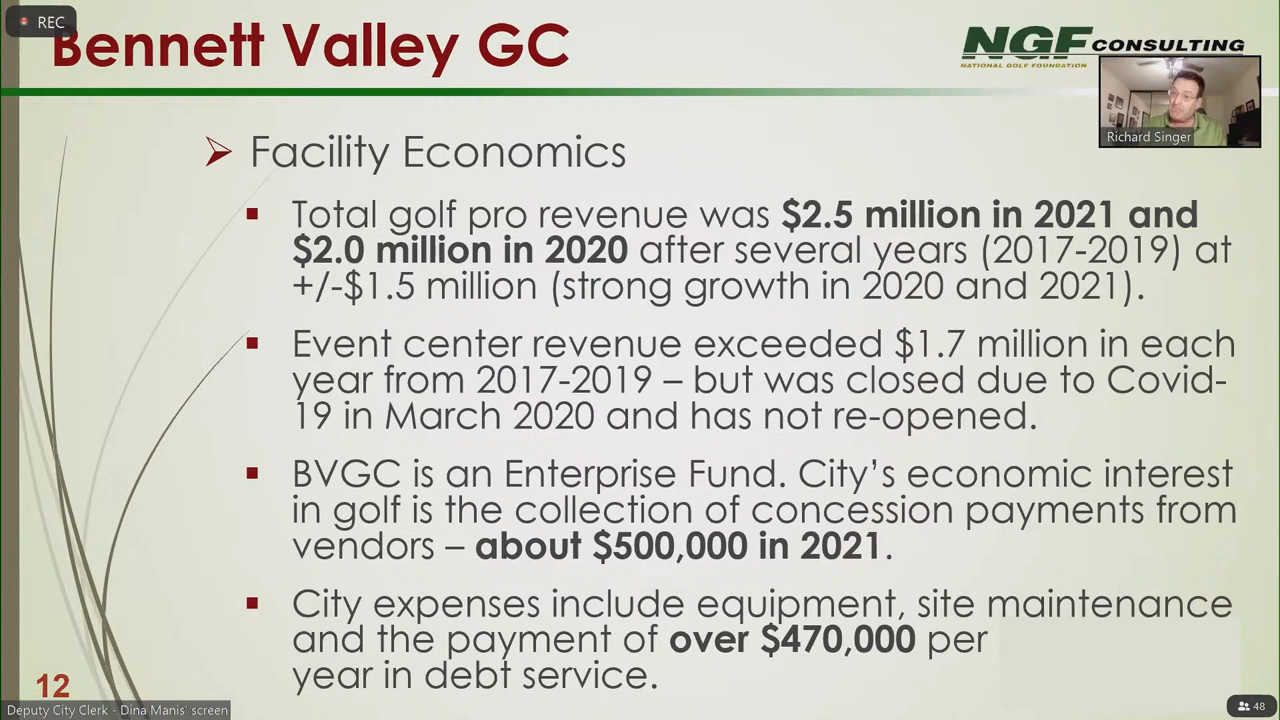 REC
Bennett Valley GC
NGF CONSULTING
NATIONAL GOLF FOUNDATION
Richard Singer
Facility Economics
Total golf pro revenue was $2.5 million in 2021 and
$2.0 million in 2020 after several years (2017-2019) at
+/-$1.5 million (strong growth in 2020 and 2021).
Event center revenue exceeded $1.7 million in each
year from 2017-2019 – but was closed due to Covid-
19 in March 2020 and has not re-opened.
BVGC is an Enterprise Fund. City’s economic interest
in golf is the collection of concession payments from
vendors – about $500,000 in 2021.
City expenses include equipment, site maintenance
and the payment of over $470,000 per
year in debt service.
12
Deputy City Clerk - Dina Manis' screen
48